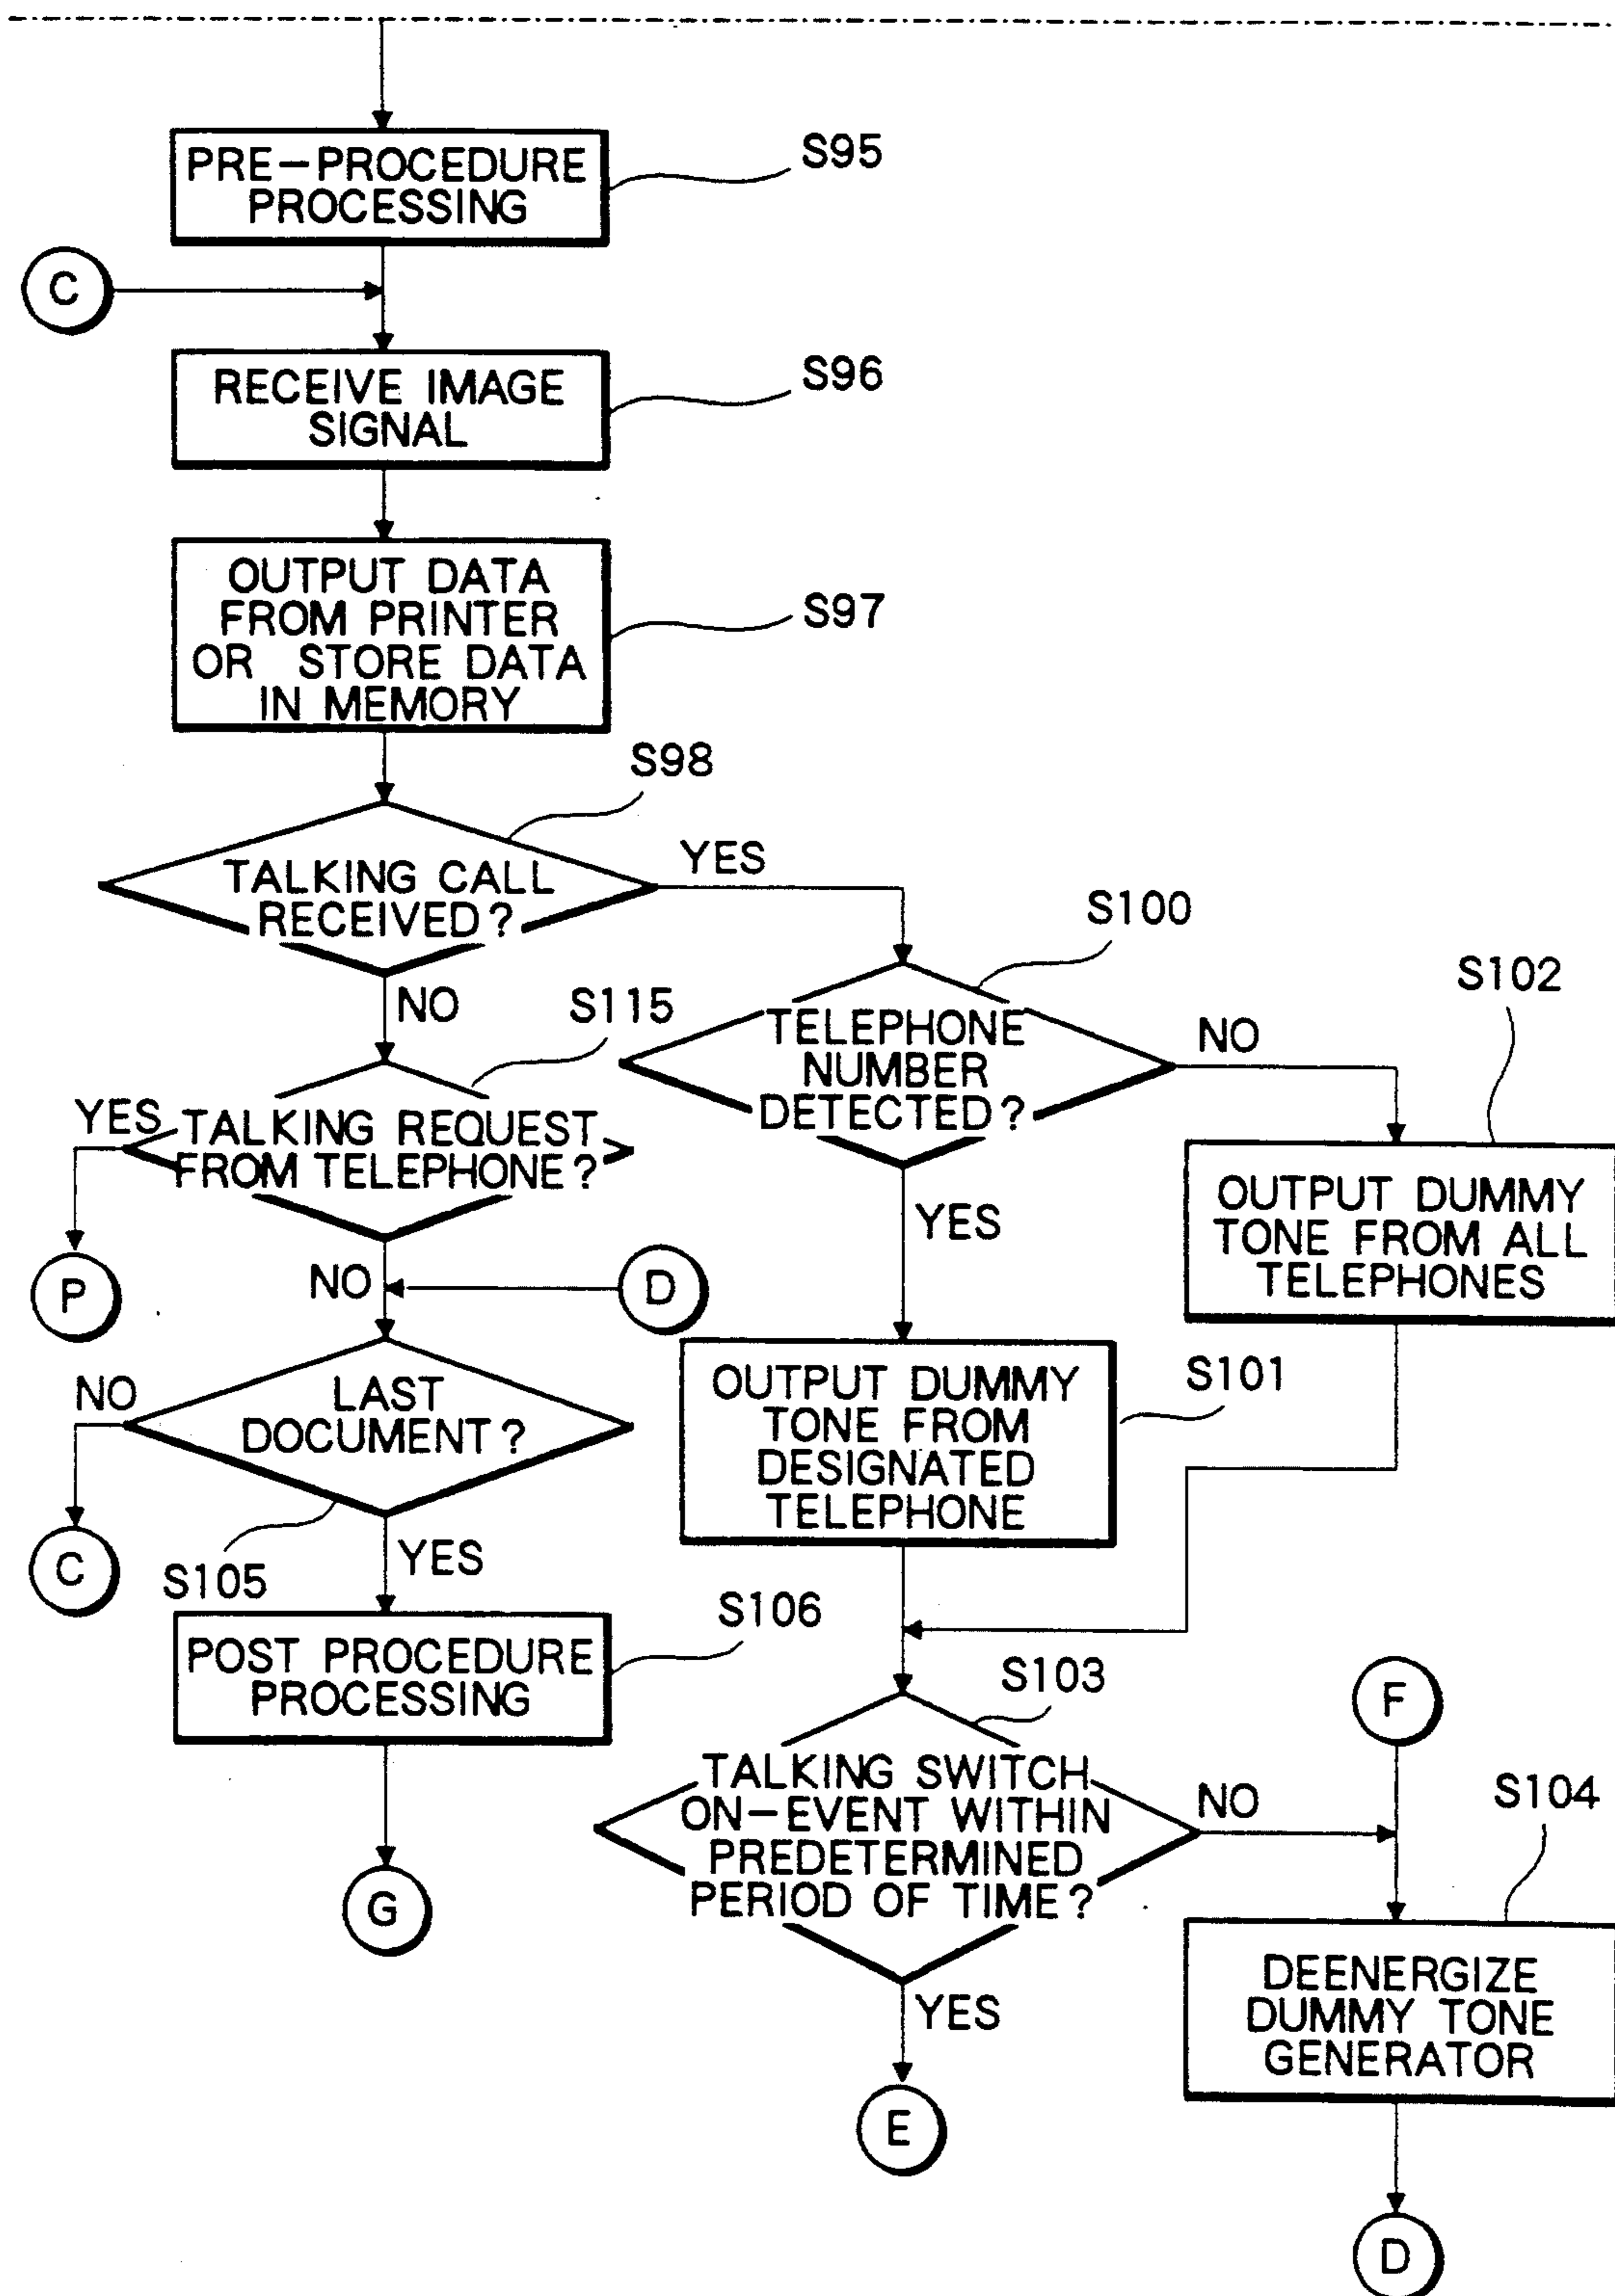 PRE-PROCEDURE
PROCESSING
S95
C
RECEIVE IMAGE
SIGNAL
S96
OUTPUT DATA
FROM PRINTER
OR STORE DATA
IN MEMORY
S97
S98
TALKING CALL
RECEIVED?
YES
NO
S100
TELEPHONE
NUMBER
DETECTED?
NO
YES
S102
OUTPUT DUMMY
TONE FROM ALL
TELEPHONES
S115
TALKING REQUEST
FROM TELEPHONE?
YES
P
NO
D
LAST
DOCUMENT?
NO
C
S105
YES
OUTPUT DUMMY
TONE FROM
DESIGNATED
TELEPHONE
S101
POST PROCEDURE
PROCESSING
S106
G
S103
TALKING SWITCH
ON-EVENT WITHIN
PREDETERMINED
PERIOD OF TIME?
NO
YES
E
F
S104
DEENERGIZE
DUMMY TONE
GENERATOR
D